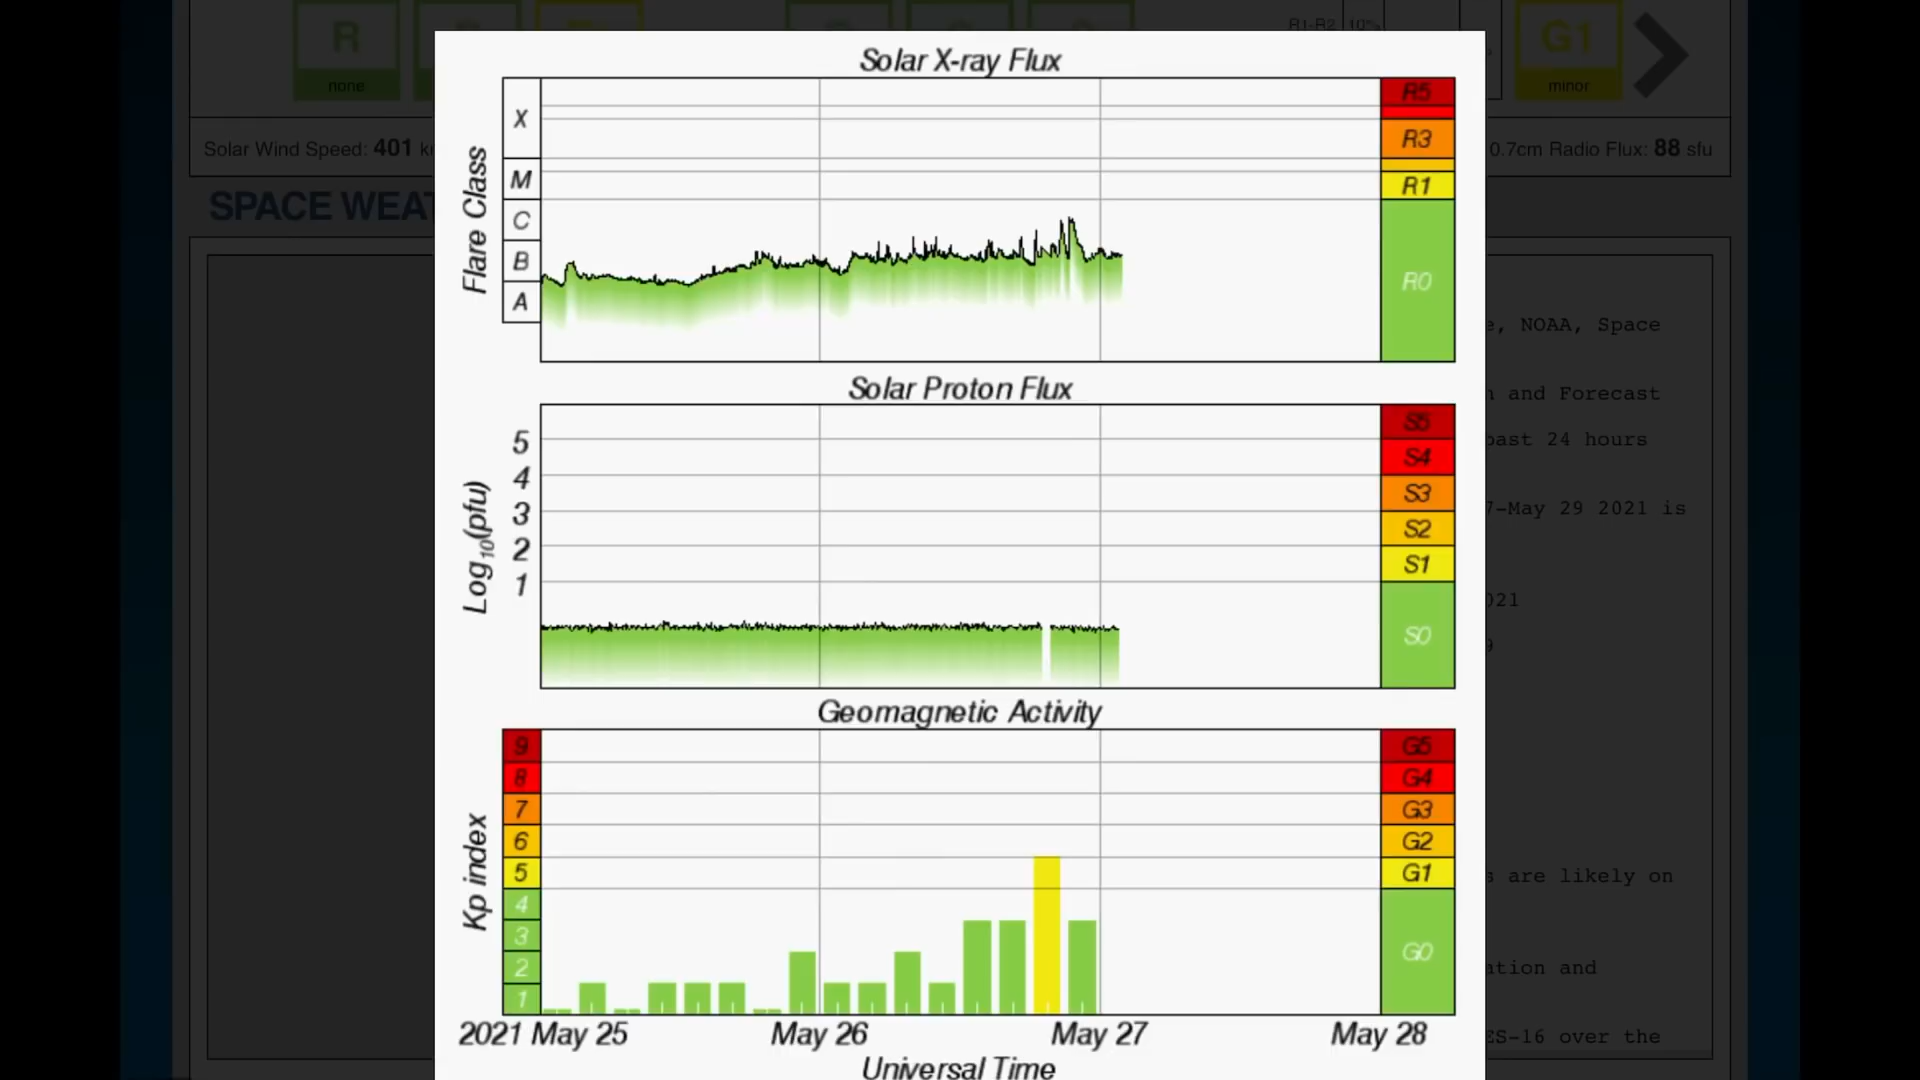 R
none
R1-R2
10%
G1
minor
Solar Wind Speed: 401
0.7cm Radio Flux: 88 sfu
SPACE
Solar X-ray Flux
Flare Class
X
M
C
B
A
R5
R3
R1
R0
e, NOAA, Space
and Forecast
past 24 hours
7-May 29 2021 is
021
9
s are likely on
ation and
ES-16 over the
Solar Proton Flux
Log10(pfu)
5
4
3
2
1
S5
S4
S3
S2
S1
S0
Geomagnetic Activity
Kp index
9
8
7
6
5
4
3
2
1
G5
G4
G3
G2
G1
G0
2021 May 25
May 26
May 27
May 28
Universal Time